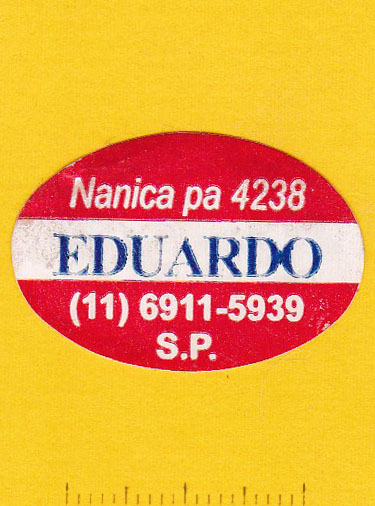 Nanica pa 4238
EDUARDO
(11) 6911-5939
S.P.